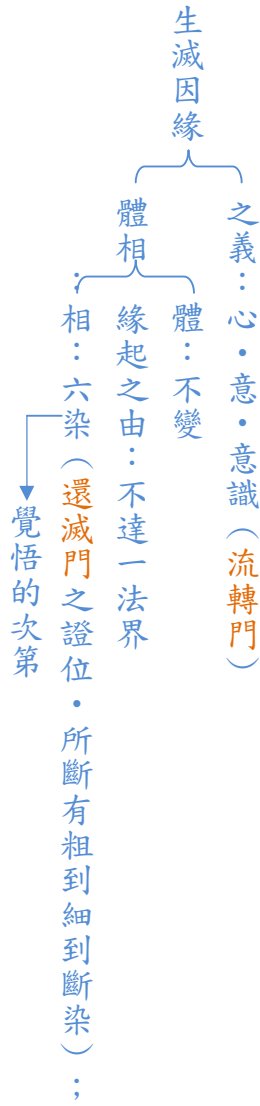 生滅因緣
之義：心・意・意識（流轉門）
體相：
體：不變
緣起之由：不達一法界
相：六染（還滅門之證位・所斷有粗到細到斷染）；
覺悟的次第